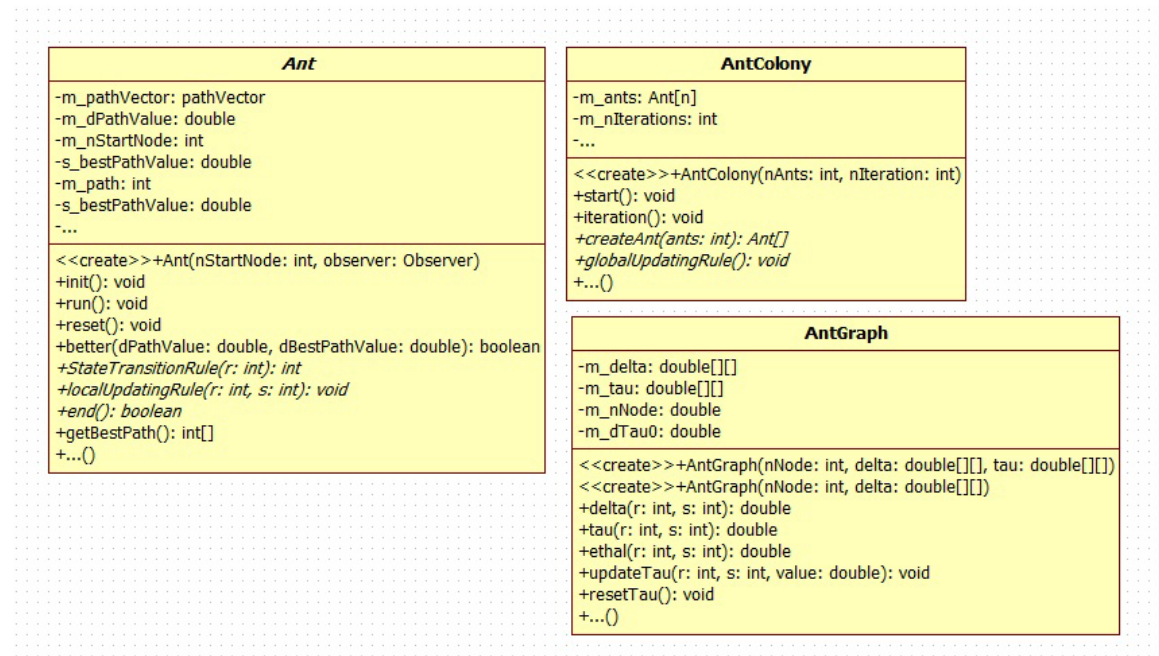 Ant
-m_pathVector: pathVector
-m_dPathValue: double
-m_nStartNode: int
-s_bestPathValue: double
-m_path: int
-s_bestPathValue: double
-...
<<create>>+Ant(nStartNode: int, observer: Observer)
+init(): void
+run(): void
+reset(): void
+better(dPathValue: double, dBestPathValue: double): boolean
+StateTransitionRule(r: int): int
+localUpdatingRule(r: int, s: int): void
+end(): boolean
+getBestPath(): int[]
+...()
AntColony
-m_ants: Ant[n]
-m_nIterations: int
-...
<<create>>+AntColony(nAnts: int, nIteration: int)
+start(): void
+iteration(): void
+createAnt(ants: int): Ant[]
+globalUpdatingRule(): void
+...()
AntGraph
-m_delta: double[][]
-m_tau: double[][]
-m_nNode: double
-m_dTau0: double
<<create>>+AntGraph(nNode: int, delta: double[][], tau: double[][])
<<create>>+AntGraph(nNode: int, delta: double[][])
+delta(r: int, s: int): double
+tau(r: int, s: int): double
+ethal(r: int, s: int): double
+updateTau(r: int, s: int, value: double): void
+resetTau(): void
+...()